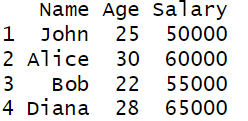 Name Age Salary
1 John 25 50000
2 Alice 30 60000
3 Bob 22 55000
4 Diana 28 65000